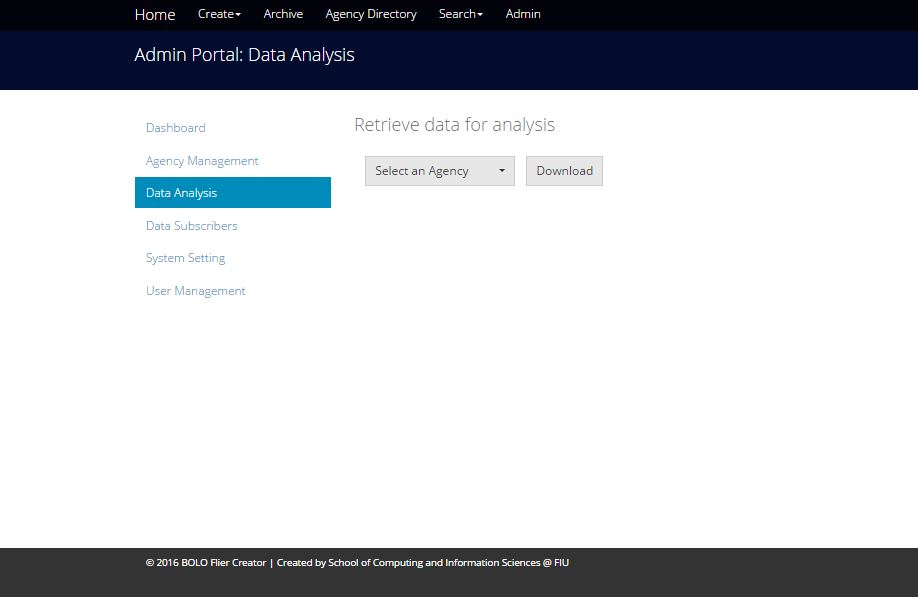 Home Create Archive Agency Directory Search Admin
Admin Portal: Data Analysis
Dashboard
Agency Management
Data Analysis
Data Subscribers
System Setting
User Management
Retrieve data for analysis
Select an Agency Download
© 2016 BOLO Flier Creator | Created by School of Computing and Information Sciences @ FIU